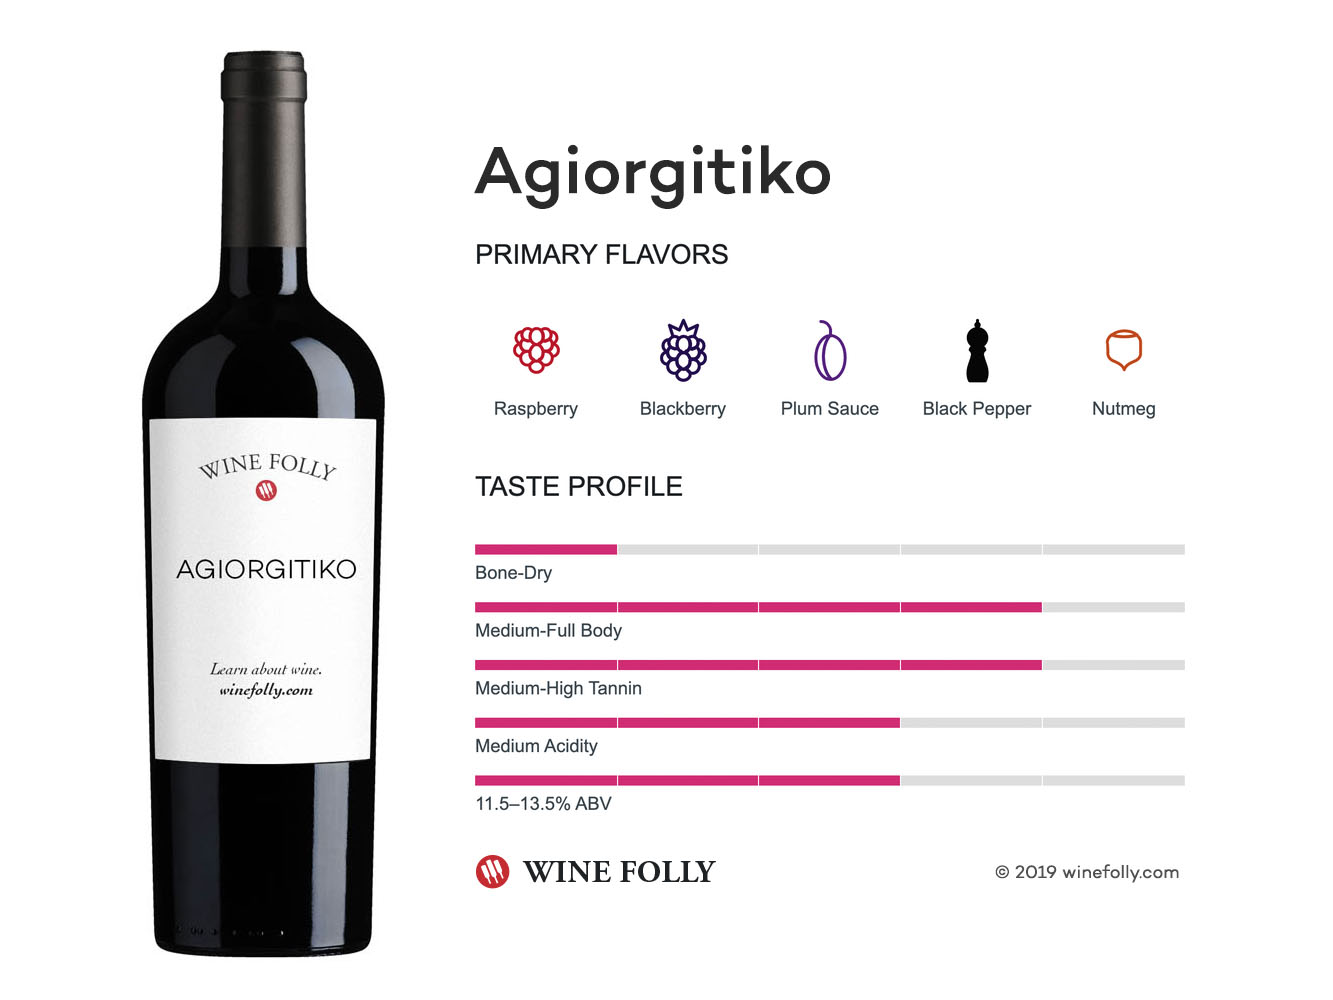 WINE FOLLY
AGIORGITIKO
Learn about wine.
winefolly.com
Agiorgitiko
PRIMARY FLAVORS
Raspberry
Blackberry
Plum Sauce
Black Pepper
Nutmeg
TASTE PROFILE
Bone-Dry
Medium-Full Body
Medium-High Tannin
Medium Acidity
11.5–13.5% ABV
WINE FOLLY
© 2019 winefolly.com